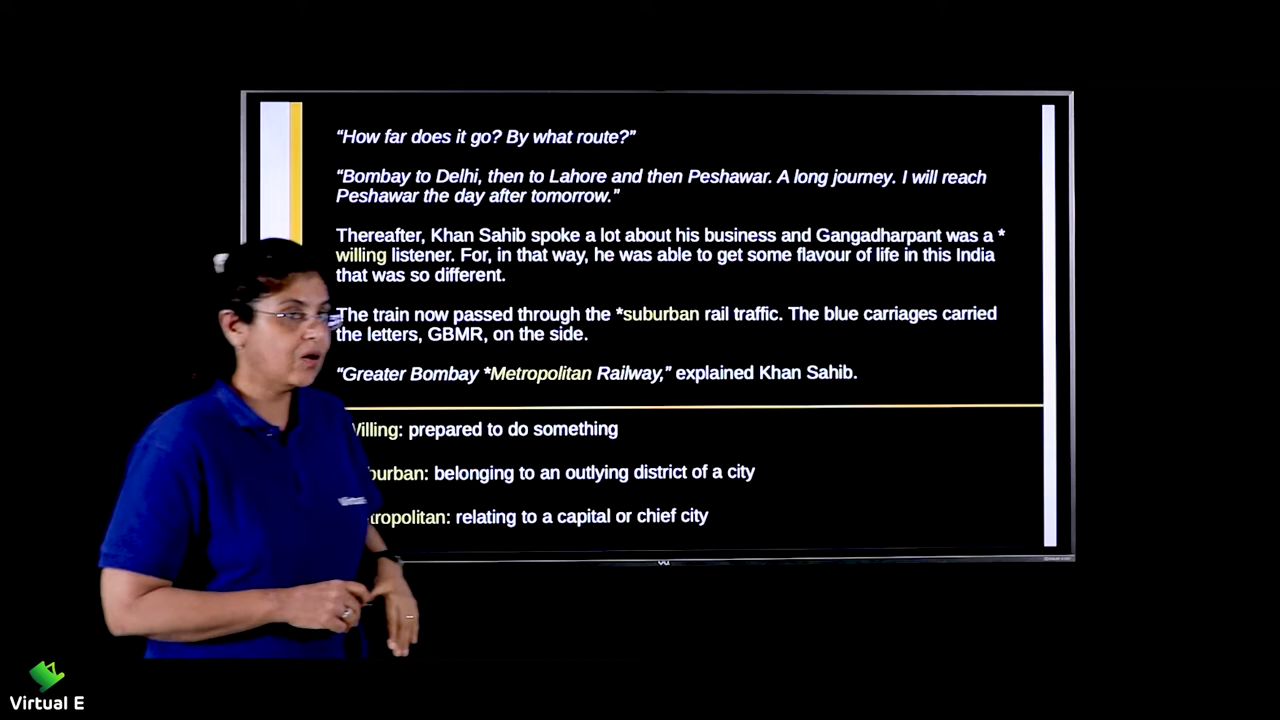 “How far does it go? By what route?”
“Bombay to Delhi, then to Lahore and then Peshawar. A long journey. I will reach
Peshawar the day after tomorrow.”
Thereafter, Khan Sahib spoke a lot about his business and Gangadharpant was a *
willing listener. For, in that way, he was able to get some flavour of life in this India
that was so different.
The train now passed through the *suburban rail traffic. The blue carriages carried
the letters, GBMR, on the side.
“Greater Bombay *Metropolitan Railway,” explained Khan Sahib.
Willing: prepared to do something
burban: belonging to an outlying district of a city
tropolitan: relating to a capital or chief city
Virtual E